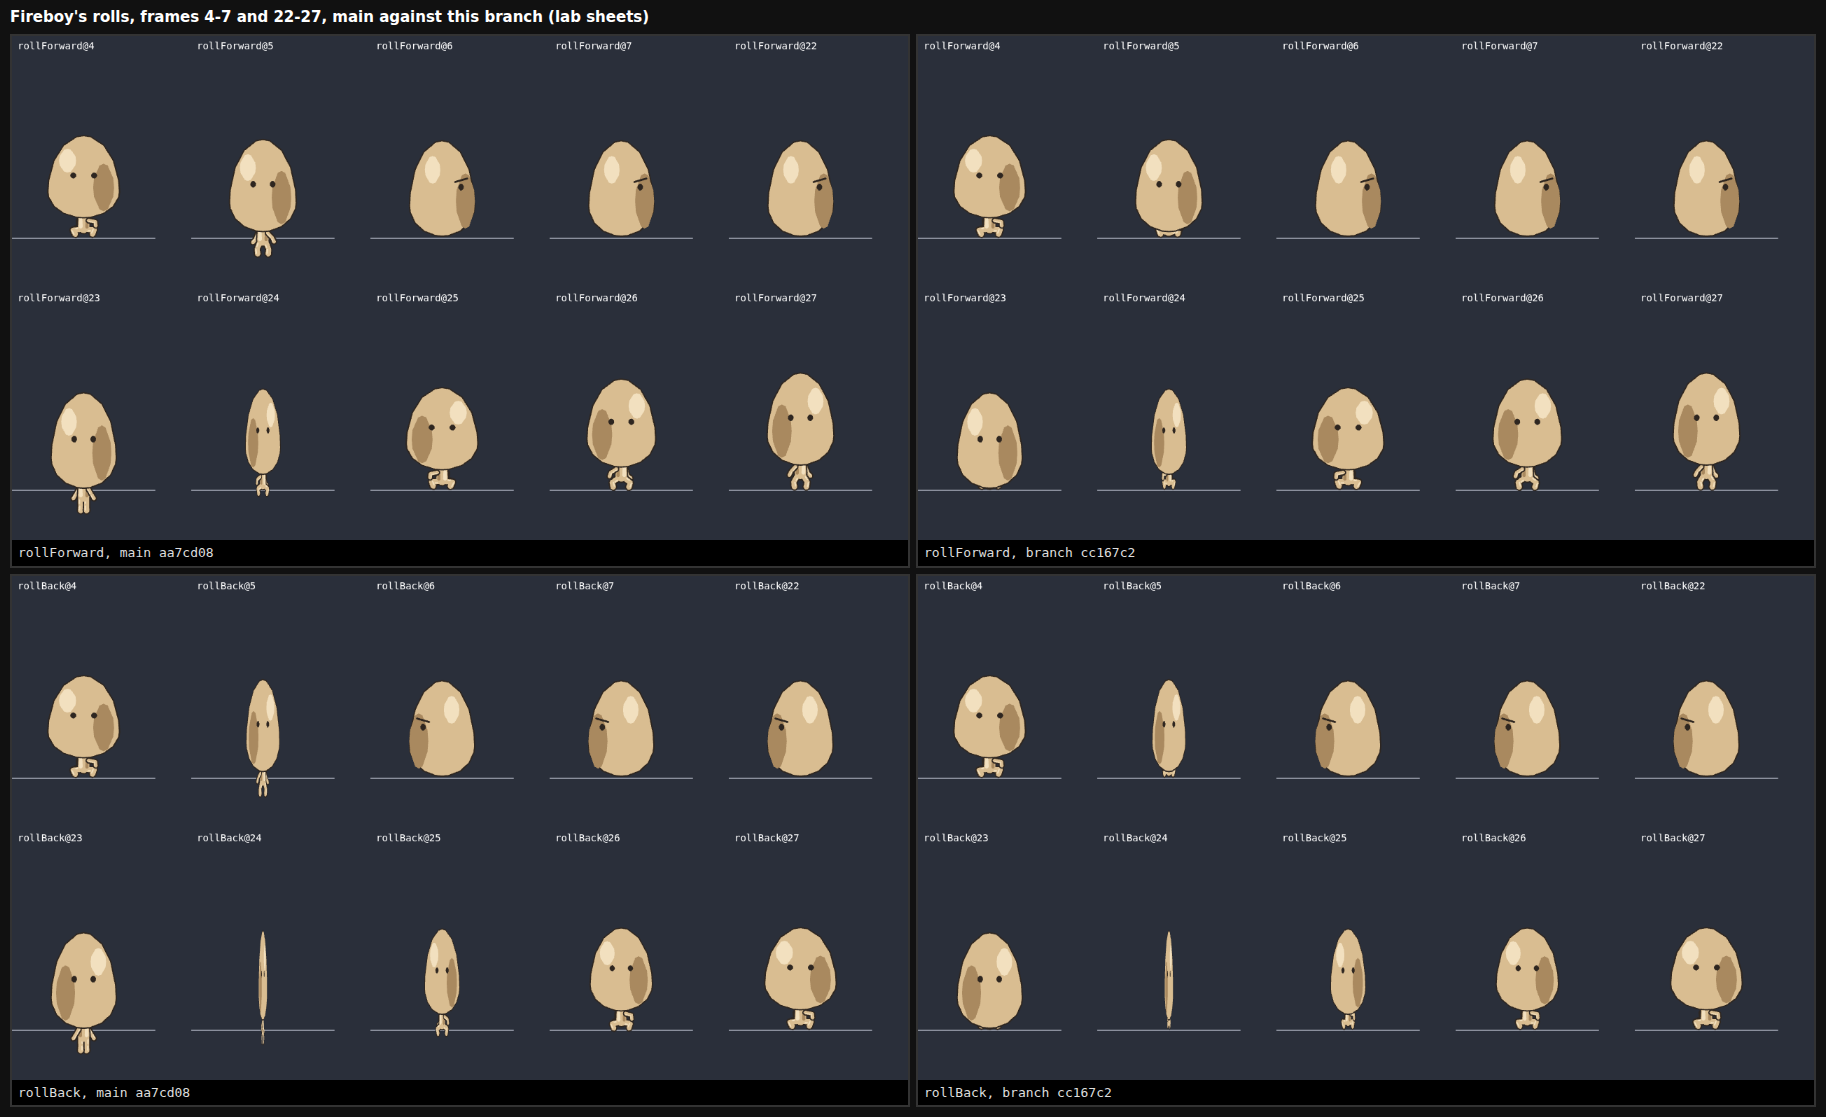 Fireboy's rolls, frames 4-7 and 22-27, main against this branch (lab sheets)
rollForward@4 rollForward@5 rollForward@6 rollForward@7 rollForward@22
rollForward@23 rollForward@24 rollForward@25 rollForward@26 rollForward@27
rollForward, main aa7cd08
rollForward@4 rollForward@5 rollForward@6 rollForward@7 rollForward@22
rollForward@23 rollForward@24 rollForward@25 rollForward@26 rollForward@27
rollForward, branch cc167c2
rollBack@4 rollBack@5 rollBack@6 rollBack@7 rollBack@22
rollBack@23 rollBack@24 rollBack@25 rollBack@26 rollBack@27
rollBack, main aa7cd08
rollBack@4 rollBack@5 rollBack@6 rollBack@7 rollBack@22
rollBack@23 rollBack@24 rollBack@25 rollBack@26 rollBack@27
rollBack, branch cc167c2